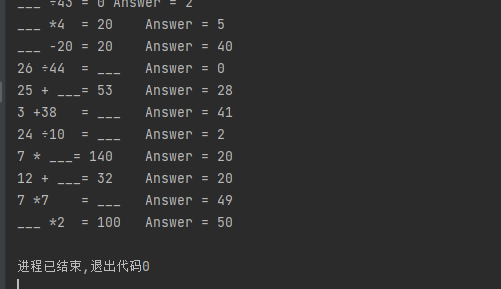 ___ ÷43 = 0 Answer = 2
___ *4  = 20    Answer = 5
___ -20 = 20    Answer = 40
26 ÷44  = ___   Answer = 0
25 + ___= 53    Answer = 28
3 +38   = ___   Answer = 41
24 ÷10  = ___   Answer = 2
7 * ___= 140    Answer = 20
12 + ___= 32    Answer = 20
7 *7    = ___   Answer = 49
___ *2  = 100   Answer = 50
进程已结束,退出代码0